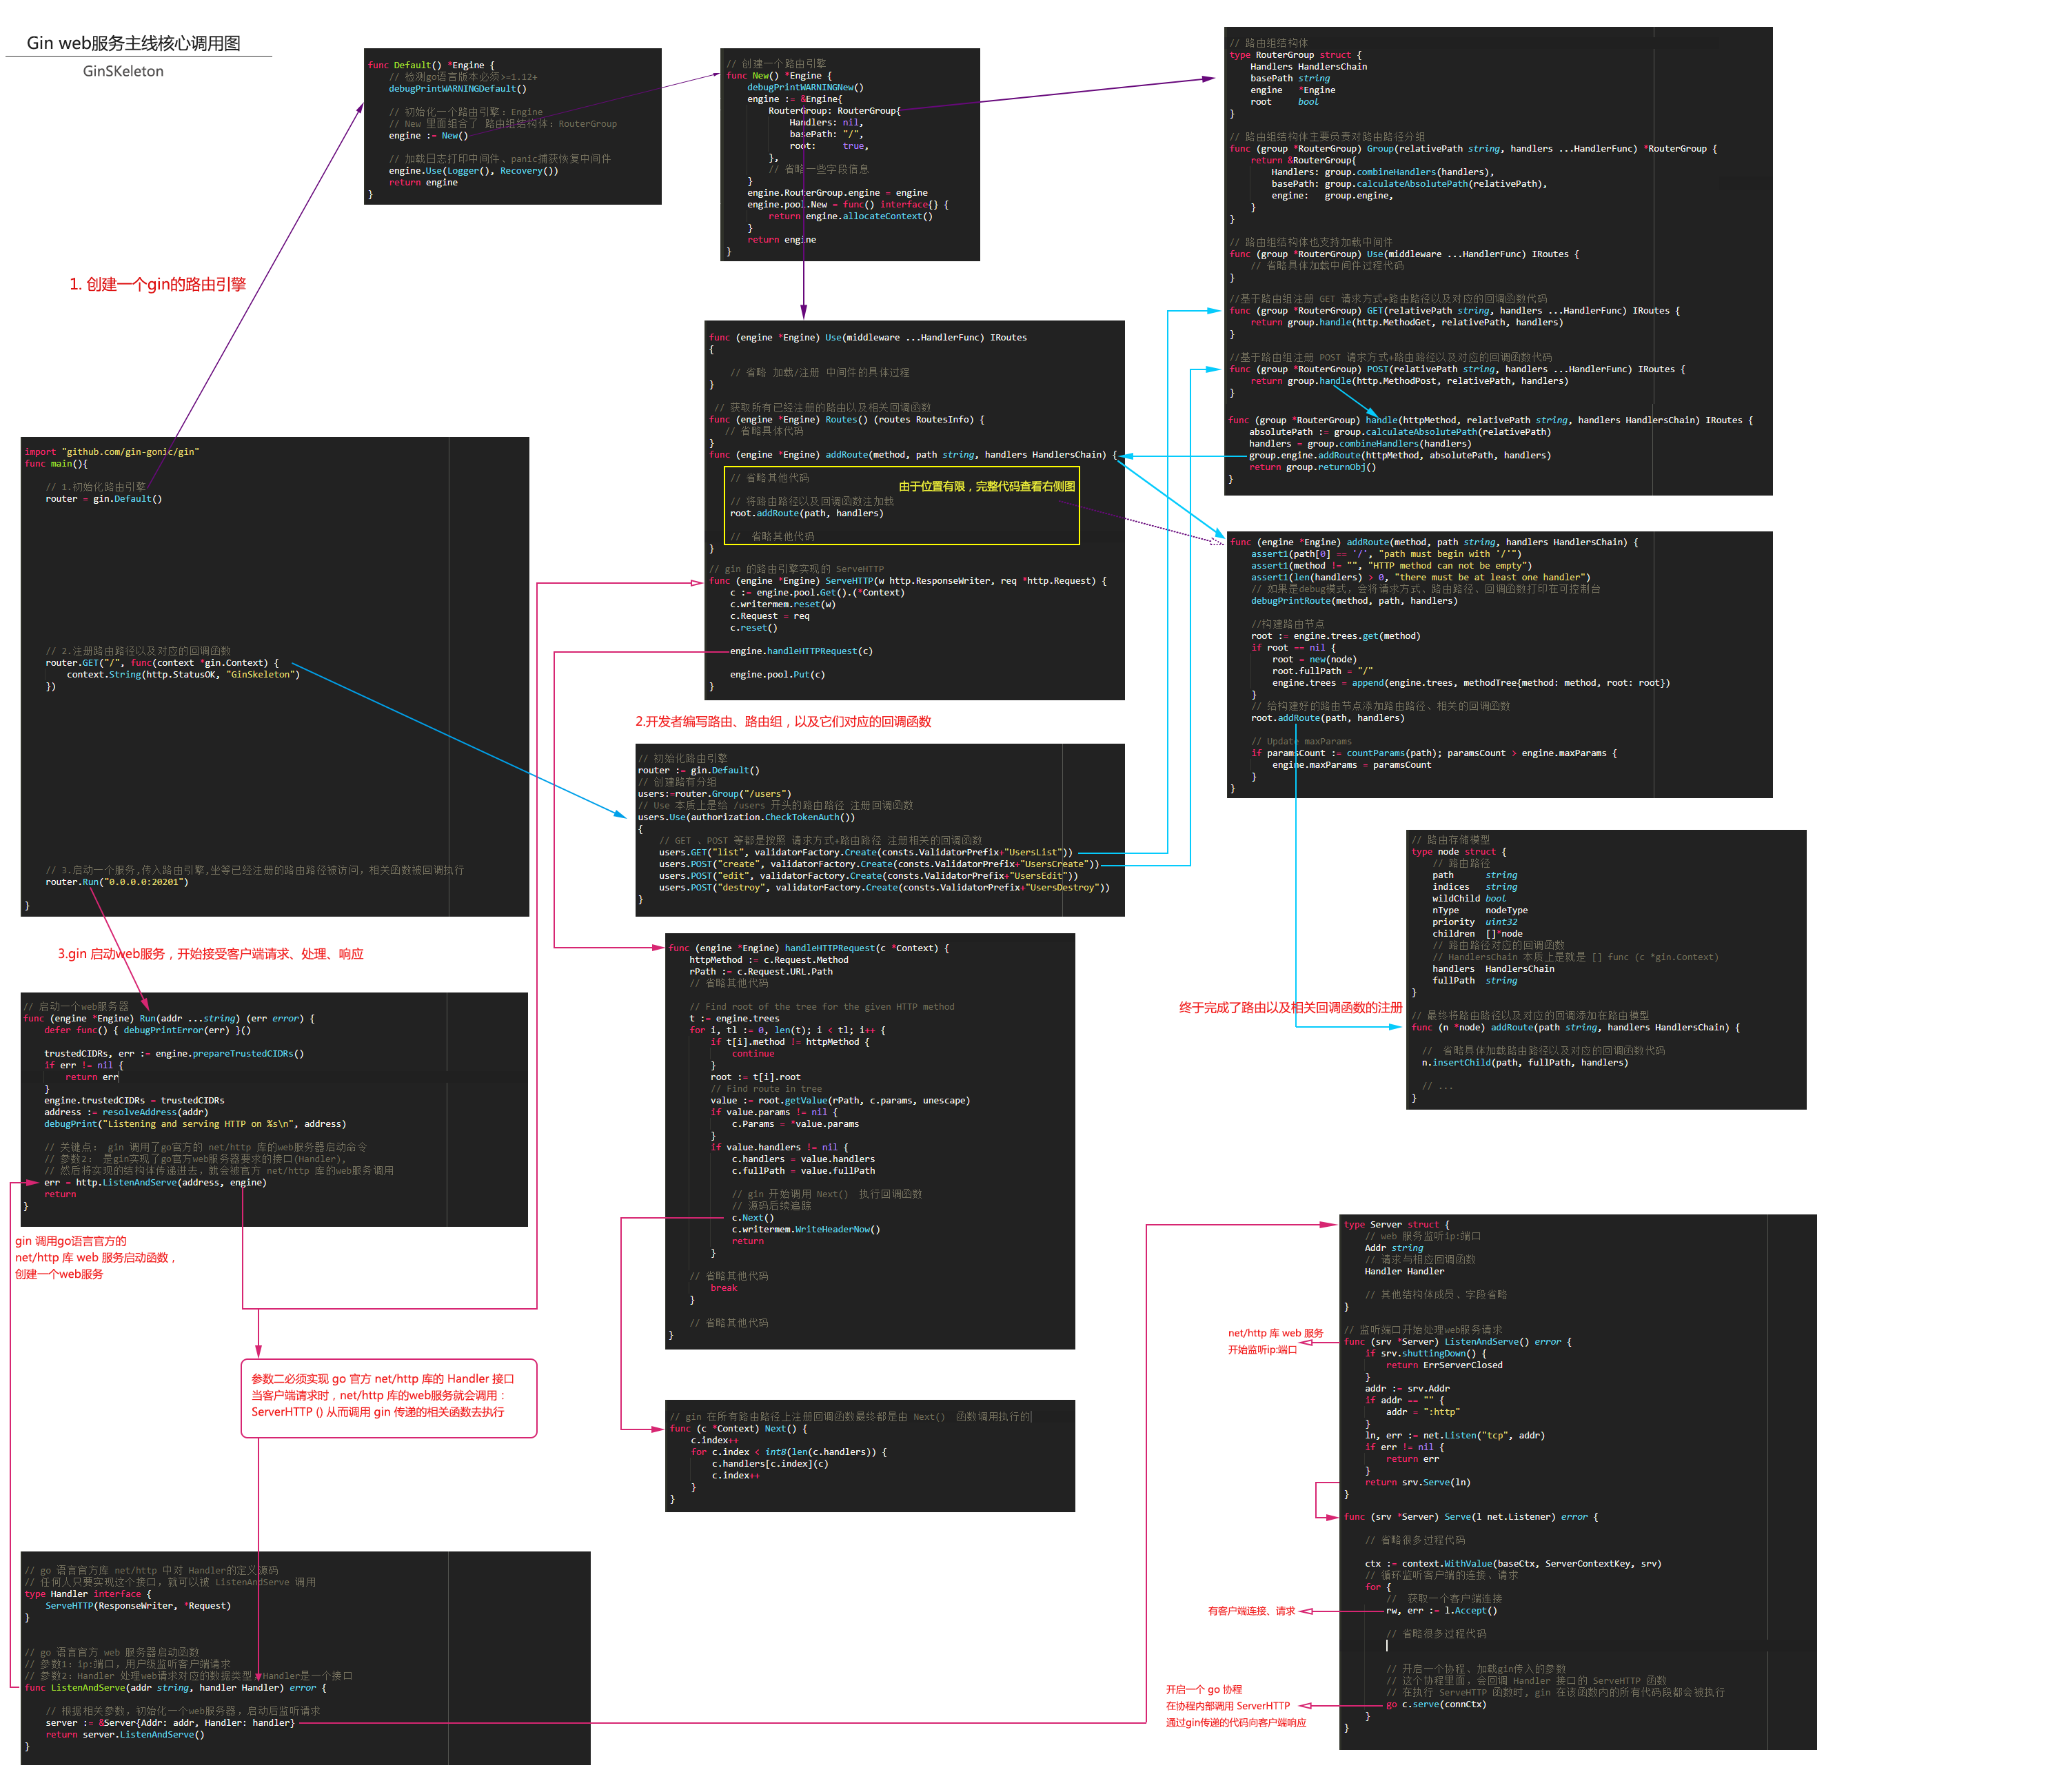 Gin web服务主线核心调用图
GinSKeleton
func Default() *Engine {
// 检测go语言版本必须>=1.12+
debugPrintWARNINGDefault()
// 初始化一个路由引擎：Engine
// New 里面组合了 路由组结构体：RouterGroup
engine := New()
// 加载日志打印中间件、panic捕获恢复中间件
engine.Use(Logger(), Recovery())
return engine
}
// 创建一个路由引擎
func New() *Engine {
debugPrintWARNINGNew()
engine := &Engine{
RouterGroup: RouterGroup{
Handlers: nil,
basePath: "/",
root:     true,
},
// 省略一些字段信息
}
engine.RouterGroup.engine = engine
engine.pool.New = func() interface{} {
return engine.allocateContext()
}
return engine
}
// 路由组结构体
type RouterGroup struct {
Handlers HandlersChain
basePath string
engine   *Engine
root     bool
}
// 路由组结构体主要负责对路由路径分组
func (group *RouterGroup) Group(relativePath string, handlers ...HandlerFunc) *RouterGroup {
return &RouterGroup{
Handlers: group.combineHandlers(handlers),
basePath: group.calculateAbsolutePath(relativePath),
engine:   group.engine,
}
}
// 路由组结构体也支持加载中间件
func (group *RouterGroup) Use(middleware ...HandlerFunc) IRoutes {
// 省略具体加载中间件过程代码
}
//基于路由组注册 GET 请求方式+路由路径以及对应的回调函数代码
func (group *RouterGroup) GET(relativePath string, handlers ...HandlerFunc) IRoutes {
return group.handle(http.MethodGet, relativePath, handlers)
}
//基于路由组注册 POST 请求方式+路由路径以及对应的回调函数代码
func (group *RouterGroup) POST(relativePath string, handlers ...HandlerFunc) IRoutes {
return group.handle(http.MethodPost, relativePath, handlers)
}
func (group *RouterGroup) handle(httpMethod, relativePath string, handlers HandlersChain) IRoutes {
absolutePath := group.calculateAbsolutePath(relativePath)
handlers = group.combineHandlers(handlers)
group.engine.addRoute(httpMethod, absolutePath, handlers)
return group.returnObj()
}
1. 创建一个gin的路由引擎
func (engine *Engine) Use(middleware ...HandlerFunc) IRoutes
{
// 省略 加载/注册 中间件的具体过程
}
// 获取所有已经注册的路由以及相关回调函数
func (engine *Engine) Routes() (routes RoutesInfo) {
// 省略具体代码
}
func (engine *Engine) addRoute(method, path string, handlers HandlersChain) {
// 省略其他代码
由于位置有限，完整代码查看右侧图
// 将路由路径以及回调函数注加载
root.addRoute(path, handlers)
//  省略其他代码
}
// gin 的路由引擎实现的 ServeHTTP
func (engine *Engine) ServeHTTP(w http.ResponseWriter, req *http.Request) {
c := engine.pool.Get().(*Context)
c.writermem.reset(w)
c.Request = req
c.reset()
engine.handleHTTPRequest(c)
engine.pool.Put(c)
}
import "github.com/gin-gonic/gin"
func main(){
// 1.初始化路由引擎
router = gin.Default()
// 2.注册路由路径以及对应的回调函数
router.GET("/", func(context *gin.Context) {
context.String(http.StatusOK, "GinSkeleton")
})
// 3.启动一个服务,传入路由引擎,坐等已经注册的路由路径被访问，相关函数被回调执行
router.Run("0.0.0.0:20201")
}
func (engine *Engine) addRoute(method, path string, handlers HandlersChain) {
assert1(path[0] == '/', "path must begin with '/'")
assert1(method != "", "HTTP method can not be empty")
assert1(len(handlers) > 0, "there must be at least one handler")
// 如果是debug模式，会将请求方式、路由路径、回调函数打印在可控制台
debugPrintRoute(method, path, handlers)
//构建路由节点
root := engine.trees.get(method)
if root == nil {
root = new(node)
root.fullPath = "/"
engine.trees = append(engine.trees, methodTree{method: method, root: root})
}
// 给构建好的路由节点添加路由路径、相关的回调函数
root.addRoute(path, handlers)
// Update maxParams
if paramsCount := countParams(path); paramsCount > engine.maxParams {
engine.maxParams = paramsCount
}
}
2.开发者编写路由、路由组，以及它们对应的回调函数
// 初始化路由引擎
router := gin.Default()
// 创建路有分组
users:=router.Group("/users")
// Use 本质上是给 /users 开头的路由路径 注册回调函数
users.Use(authorization.CheckTokenAuth())
{
// GET 、POST 等都是按照 请求方式+路由路径 注册相关的回调函数
users.GET("list", validatorFactory.Create(consts.ValidatorPrefix+"UsersList"))
users.POST("create", validatorFactory.Create(consts.ValidatorPrefix+"UsersCreate"))
users.POST("edit", validatorFactory.Create(consts.ValidatorPrefix+"UsersEdit"))
users.POST("destroy", validatorFactory.Create(consts.ValidatorPrefix+"UsersDestroy"))
}
// 路由存储模型
type node struct {
// 路由路径
path      string
indices   string
wildChild bool
nType     nodeType
priority  uint32
children  []*node
// 路由路径对应的回调函数
// HandlersChain 本质上是就是 [] func (c *gin.Context)
handlers  HandlersChain
fullPath  string
}
终于完成了路由以及相关回调函数的注册
// 最终将路由路径以及对应的回调添加在路由模型
func (n *node) addRoute(path string, handlers HandlersChain) {
//  省略具体加载路由路径以及对应的回调函数代码
n.insertChild(path, fullPath, handlers)
// ...
}
3.gin 启动web服务，开始接受客户端请求、处理、响应
// 启动一个web服务器
func (engine *Engine) Run(addr ...string) (err error) {
defer func() { debugPrintError(err) }()
trustedCIDRs, err := engine.prepareTrustedCIDRs()
if err != nil {
return err
}
engine.trustedCIDRs = trustedCIDRs
address := resolveAddress(addr)
debugPrint("Listening and serving HTTP on %s\n", address)
// 关键点： gin 调用了go官方的 net/http 库的web服务器启动命令
// 参数2： 是gin实现了go官方web服务器要求的接口(Handler),
// 然后将实现的结构体传递进去，就会被官方 net/http 库的web服务调用
err = http.ListenAndServe(address, engine)
return
}
gin 调用go语言官方的
net/http 库 web 服务启动函数，
创建一个web服务
func (engine *Engine) handleHTTPRequest(c *Context) {
httpMethod := c.Request.Method
rPath := c.Request.URL.Path
// 省略其他代码
// Find root of the tree for the given HTTP method
t := engine.trees
for i, tl := 0, len(t); i < tl; i++ {
if t[i].method != httpMethod {
continue
}
root := t[i].root
// Find route in tree
value := root.getValue(rPath, c.params, unescape)
if value.params != nil {
c.Params = *value.params
}
if value.handlers != nil {
c.handlers = value.handlers
c.fullPath = value.fullPath
// gin 开始调用 Next()  执行回调函数
// 源码后续追踪
c.Next()
c.writermem.WriteHeaderNow()
return
}
// 省略其他代码
break
}
// 省略其他代码
}
参数二必须实现 go 官方 net/http 库的 Handler 接口
当客户端请求时，net/http 库的web服务就会调用：
ServerHTTP () 从而调用 gin 传递的相关函数去执行
// gin 在所有路由路径上注册回调函数最终都是由 Next()  函数调用执行的
func (c *Context) Next() {
c.index++
for c.index < int8(len(c.handlers)) {
c.handlers[c.index](c)
c.index++
}
}
type Server struct {
// web 服务监听ip:端口
Addr string
// 请求与相应回调函数
Handler Handler
// 其他结构体成员、字段省略
}
// 监听端口开始处理web服务请求
func (srv *Server) ListenAndServe() error {
if srv.shuttingDown() {
return ErrServerClosed
}
addr := srv.Addr
if addr == "" {
addr = ":http"
}
ln, err := net.Listen("tcp", addr)
if err != nil {
return err
}
return srv.Serve(ln)
}
func (srv *Server) Serve(l net.Listener) error {
// 省略很多过程代码
ctx := context.WithValue(baseCtx, ServerContextKey, srv)
// 循环监听客户端的连接、请求
for {
//  获取一个客户端连接
rw, err := l.Accept()
// 省略很多过程代码
// 开启一个协程、加载gin传入的参数
// 这个协程里面，会回调 Handler 接口的 ServeHTTP 函数
// 在执行 ServeHTTP 函数时, gin 在该函数内的所有代码段都会被执行
go c.serve(connCtx)
}
}
net/http 库 web 服务
开始监听ip:端口
有客户端连接、请求
开启一个 go 协程
在协程内部调用 ServerHTTP
通过gin传递的代码向客户端响应
// go 语言官方库 net/http 中对 Handler的定义源码
// 任何人只要实现这个接口，就可以被 ListenAndServe 调用
type Handler interface {
ServeHTTP(ResponseWriter, *Request)
}
// go 语言官方 web 服务器启动函数
// 参数1：ip:端口，用户级监听客户端请求
// 参数2：Handler 处理web请求对应的数据类型，Handler是一个接口
func ListenAndServe(addr string, handler Handler) error {
// 根据相关参数，初始化一个web服务器，启动后监听请求
server := &Server{Addr: addr, Handler: handler}
return server.ListenAndServe()
}